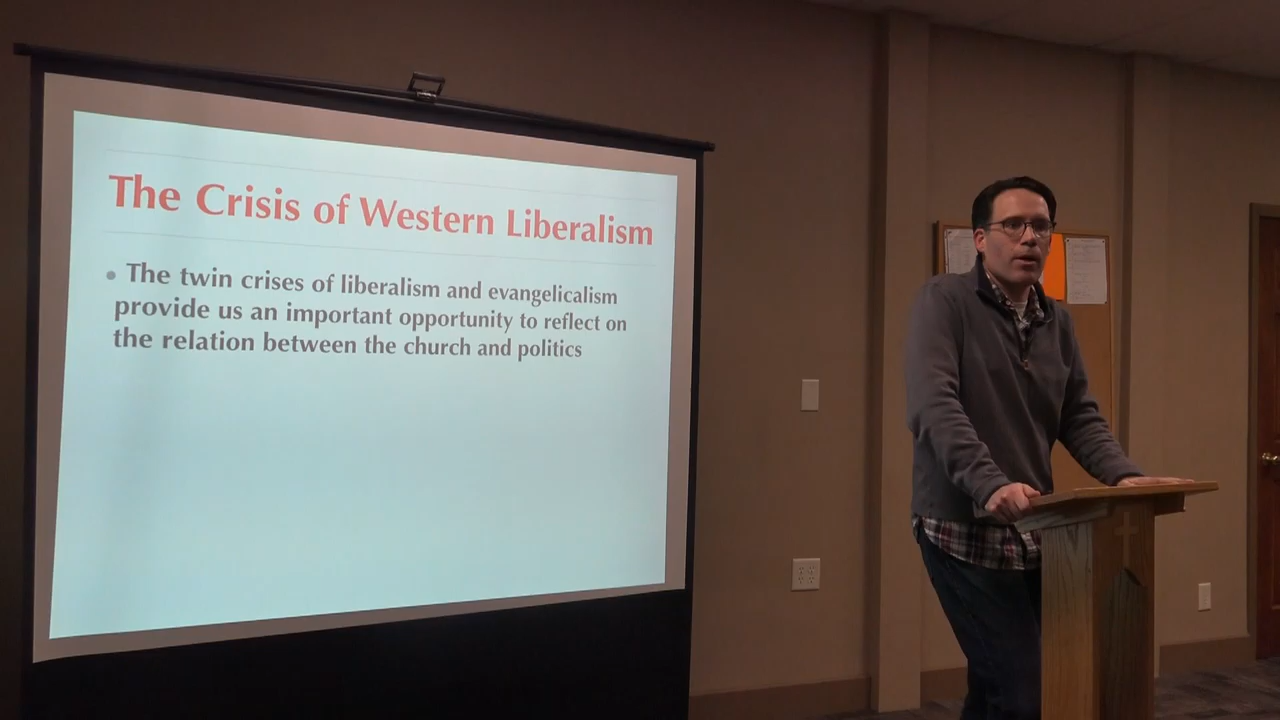 The Crisis of Western Liberalism
The twin crises of liberalism and evangelicalism
provide us an important opportunity to reflect on
the relation between the church and politics